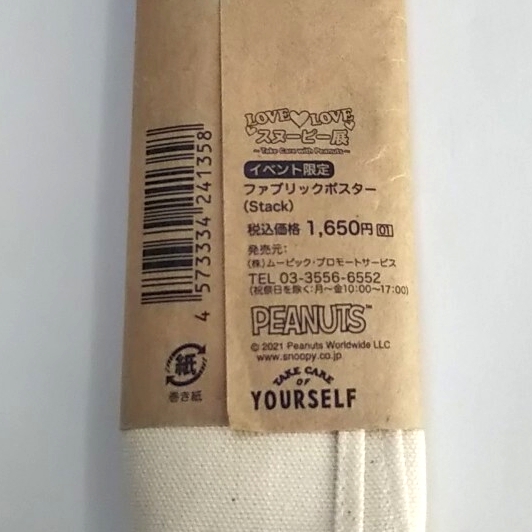 LOVE LOVE
スヌーピー展
~Take Care with Peanuts~
イベント限定
ファブリックポスター
(Stack)
税込価格 1,650円 01
発売元:
(株)ムービック・プロモートサービス
TEL 03-3556-6552
(祝祭日を除く:月~金10:00~17:00)
PEANUTS™
© 2021 Peanuts Worldwide LLC
www.snoopy.co.jp
TAKE CARE
OF
YOURSELF
4 573334 241358
紙
巻き紙